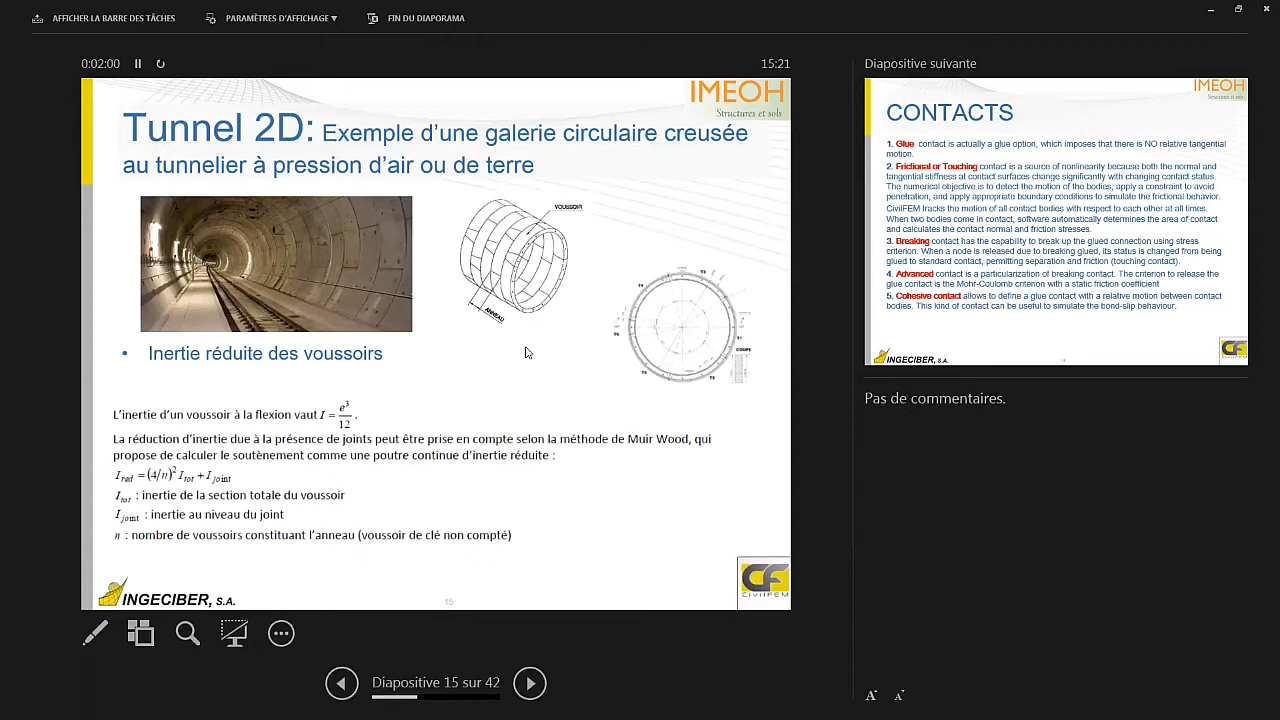 AFFICHER LA BARRE DES TÂCHES
PARAMÈTRES D'AFFICHAGE ▼
FIN DU DIAPORAMA
0:02:00
15:21
IMEOH
Structures et sols
Tunnel 2D: Exemple d'une galerie circulaire creusée
au tunnelier à pression d'air ou de terre
VOUSSOIR
ANNEAU
COUPE
• Inertie réduite des voussoirs
L'inertie d'un voussoir à la flexion vaut I = e³/12 .
La réduction d'inertie due à la présence de joints peut être prise en compte selon la méthode de Muir Wood, qui
propose de calculer le soutènement comme une poutre continue d'inertie réduite :
I_red = (4/n)² I_tot + I_joint
I_tot : inertie de la section totale du voussoir
I_joint : inertie au niveau du joint
n : nombre de voussoirs constituant l'anneau (voussoir de clé non compté)
INGECIBER, S.A.
15
CF
CIVILFEM
Diapositive 15 sur 42
Diapositive suivante
IMEOH
Structures et sols
CONTACTS
1. Glue contact is actually a glue option, which imposes that there is NO relative tangential
motion.
2. Frictional or Touching contact is a source of nonlinearity because both the normal and
tangential stiffness at contact surfaces change significantly with changing contact status.
The numerical objective is to detect the motion of the bodies, apply a constraint to avoid
penetration, and apply appropriate boundary conditions to simulate the frictional behavior.
CivilFEM tracks the motion of all contact bodies with respect to each other at all times.
When two bodies come in contact, software automatically determines the area of contact
and calculates the contact normal and friction stresses.
3. Breaking contact has the capability to break up the glued connection using stress
criterion. When a node is released due to breaking glued, its status is changed from being
glued to standard contact, permitting separation and friction (touching contact).
4. Advanced contact is a particularization of breaking contact. The criterion to release the
glue contact is the Mohr-Coulomb criterion with a static friction coefficient
5. Cohesive contact allows to define a glue contact with a relative motion between contact
bodies. This kind of contact can be useful to simulate the bond-slip behaviour.
INGECIBER, S.A.
CF
Pas de commentaires.
A
A